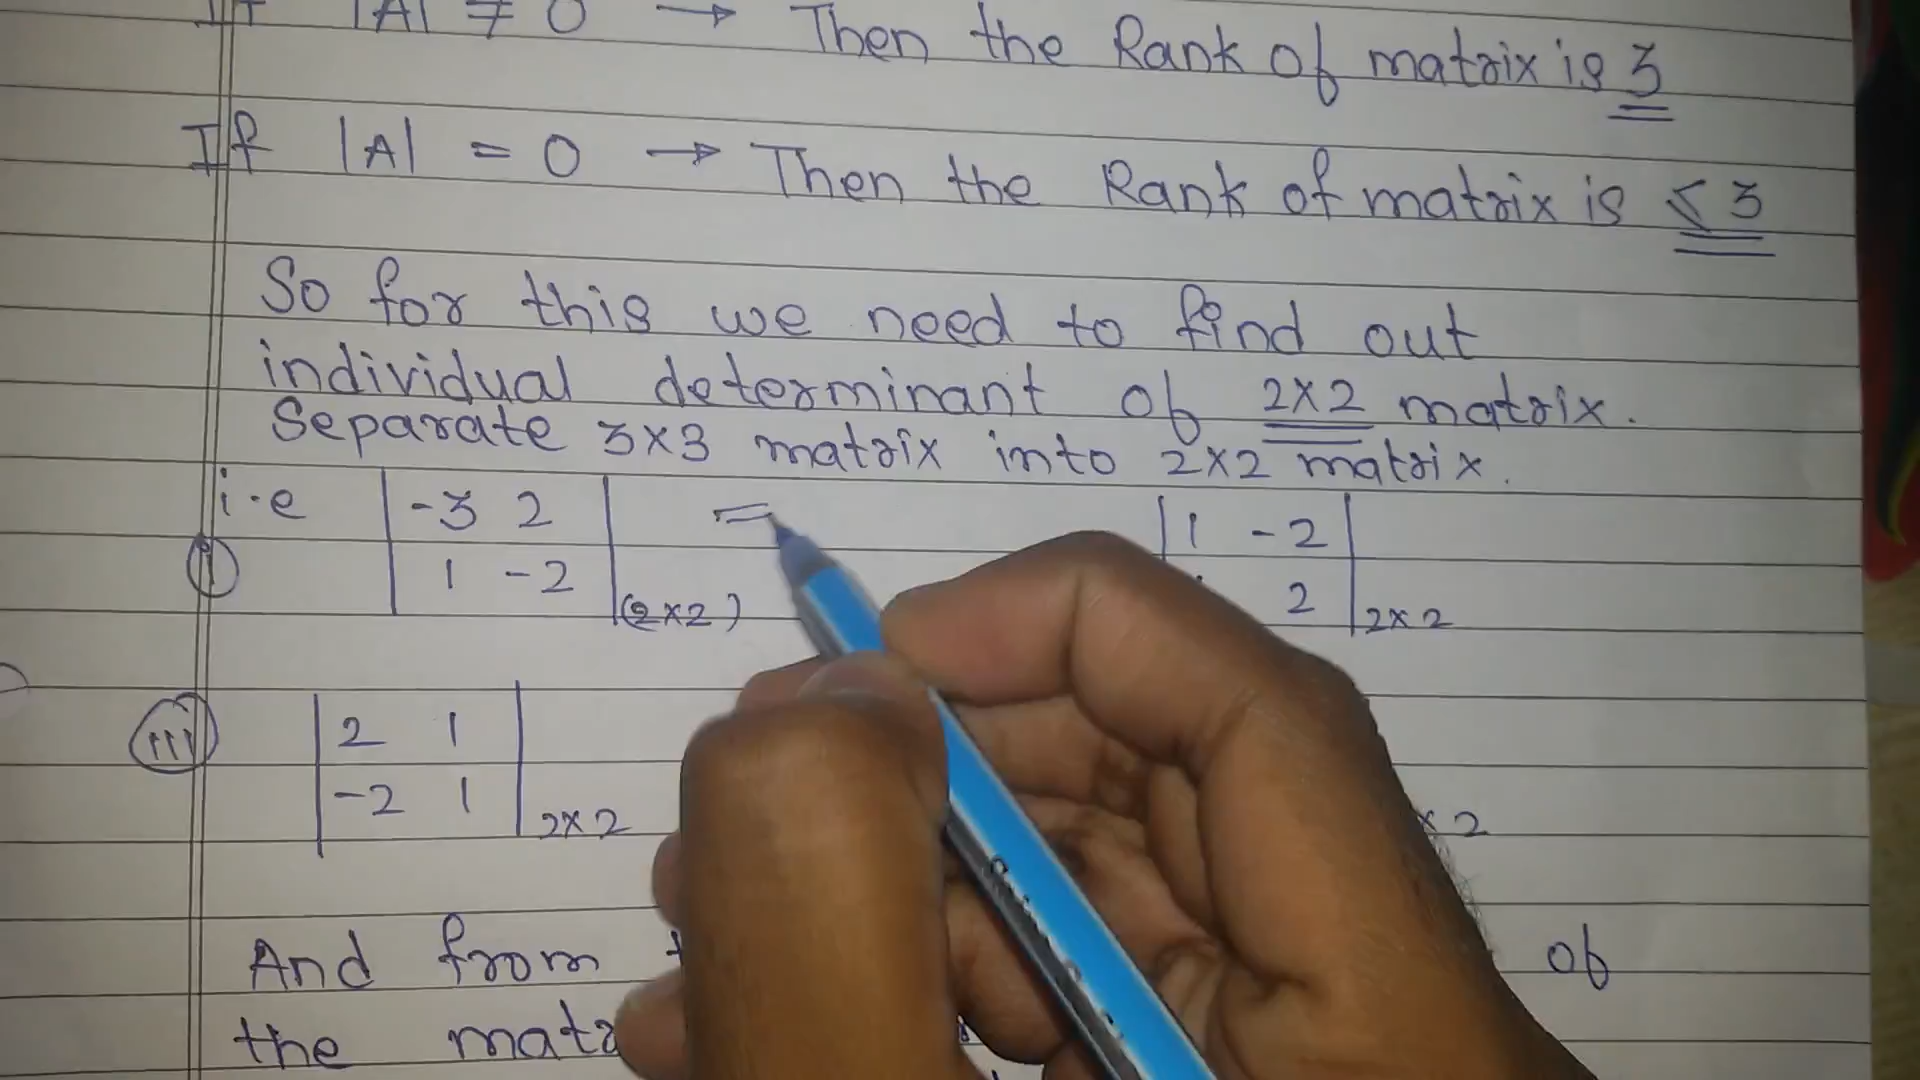 If |A| ≠ 0 → Then the Rank of matrix is 3
If |A| = 0 → Then the Rank of matrix is < 3
So for this we need to find out
individual determinant of 2×2 matrix.
Separate 3×3 matrix into 2×2 matrix.
i.e | -3 2 | = | 1 -2 |
(i) | 1 -2 | (2×2) 2 | 2×2
(iii) | 2 1 |
| -2 1 | 2×2 × 2
And from of
the